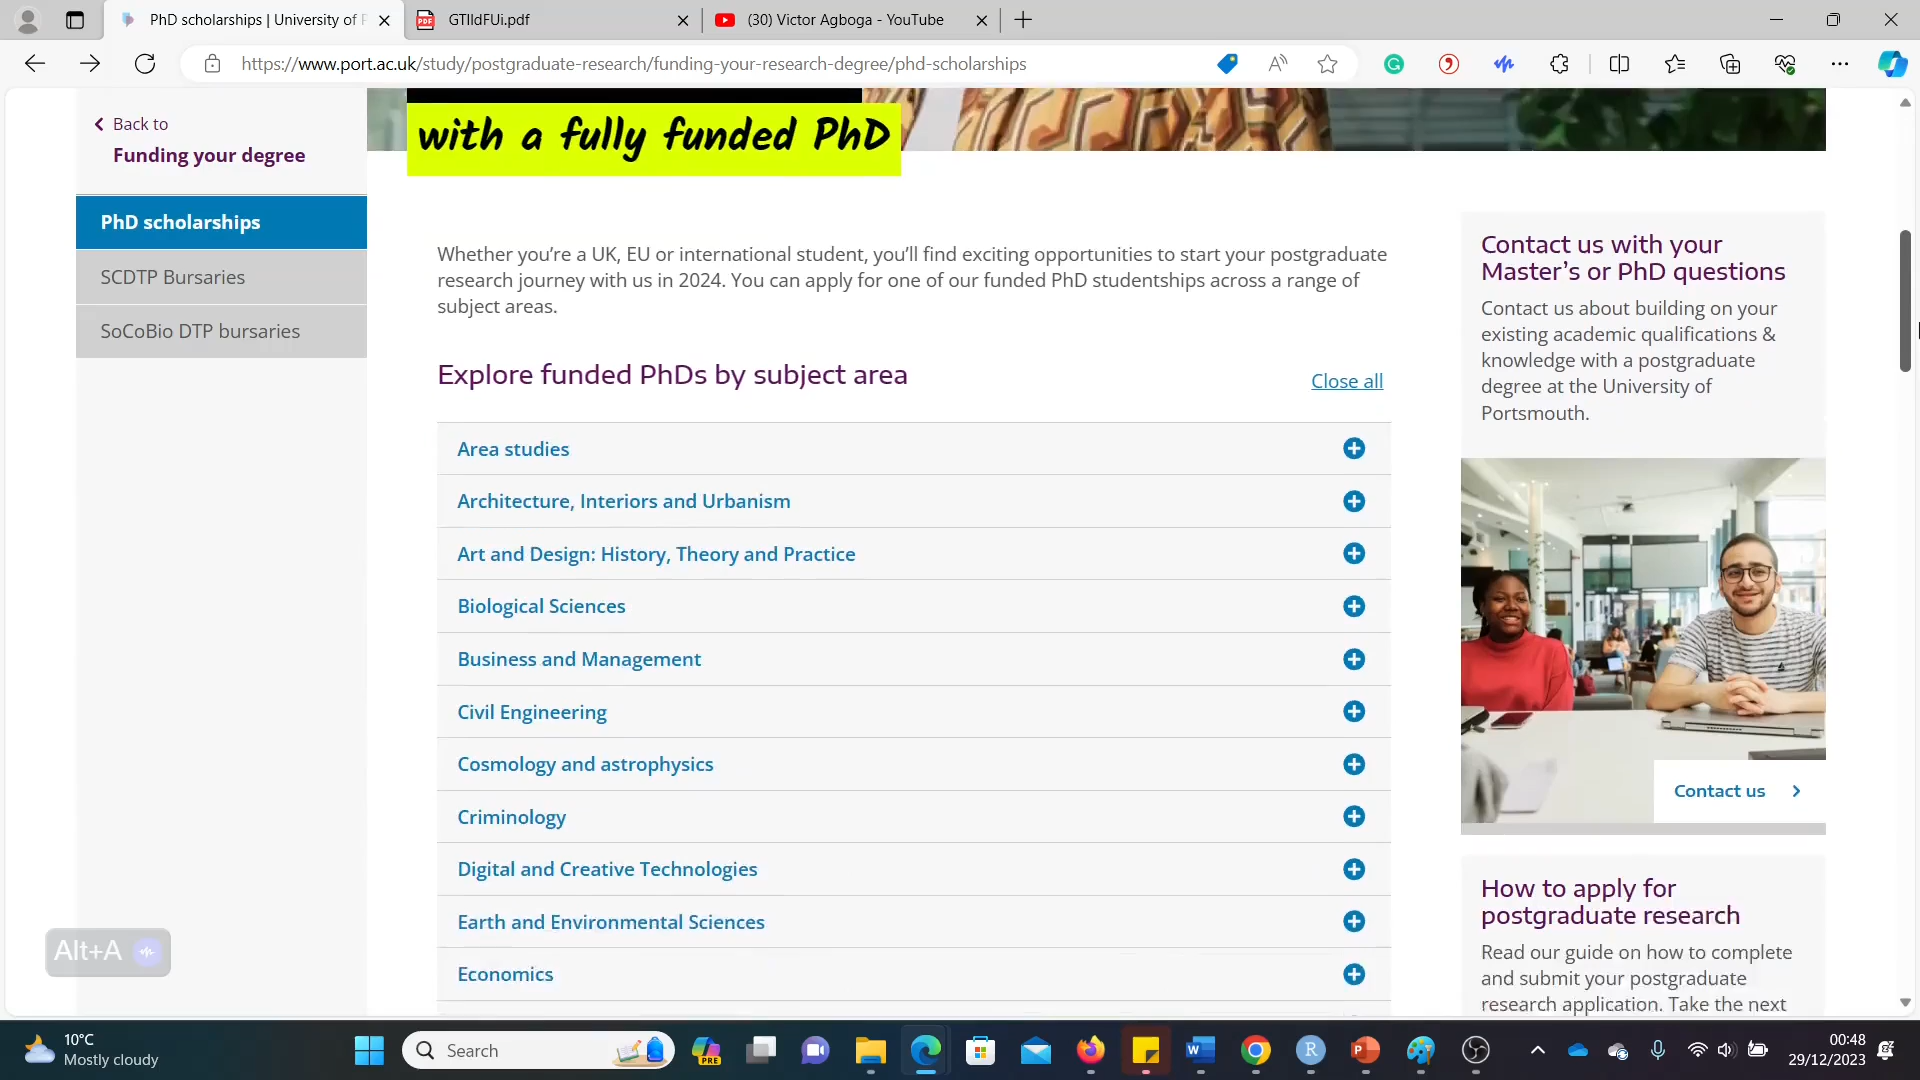 PhD scholarships | University of P
GTIldFUi.pdf
(30) Victor Agboga - YouTube
https://www.port.ac.uk/study/postgraduate-research/funding-your-research-degree/phd-scholarships
Back to
Funding your degree
PhD scholarships
SCDTP Bursaries
SoCoBio DTP bursaries
with a fully funded PhD
Whether you’re a UK, EU or international student, you’ll find exciting opportunities to start your postgraduate
research journey with us in 2024. You can apply for one of our funded PhD studentships across a range of
subject areas.
Explore funded PhDs by subject area
Close all
Area studies
Architecture, Interiors and Urbanism
Art and Design: History, Theory and Practice
Biological Sciences
Business and Management
Civil Engineering
Cosmology and astrophysics
Criminology
Digital and Creative Technologies
Earth and Environmental Sciences
Economics
Contact us with your
Master’s or PhD questions
Contact us about building on your
existing academic qualifications &
knowledge with a postgraduate
degree at the University of
Portsmouth.
Contact us
How to apply for
postgraduate research
Read our guide on how to complete
and submit your postgraduate
research application. Take the next
Alt+A
10°C
Mostly cloudy
Search
PRE
00:48
29/12/2023